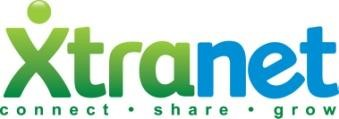 Xtranet
connect • share • grow